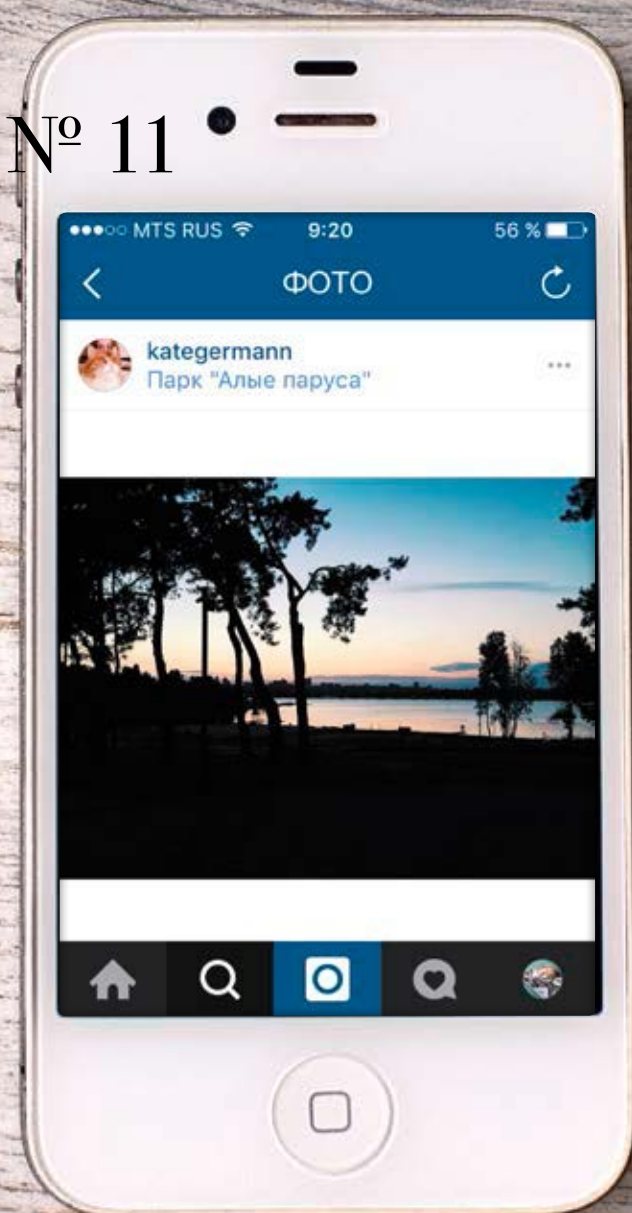 № 11
MTS RUS 9:20 56 %
ФОТО
kategermann
Парк "Алые паруса"